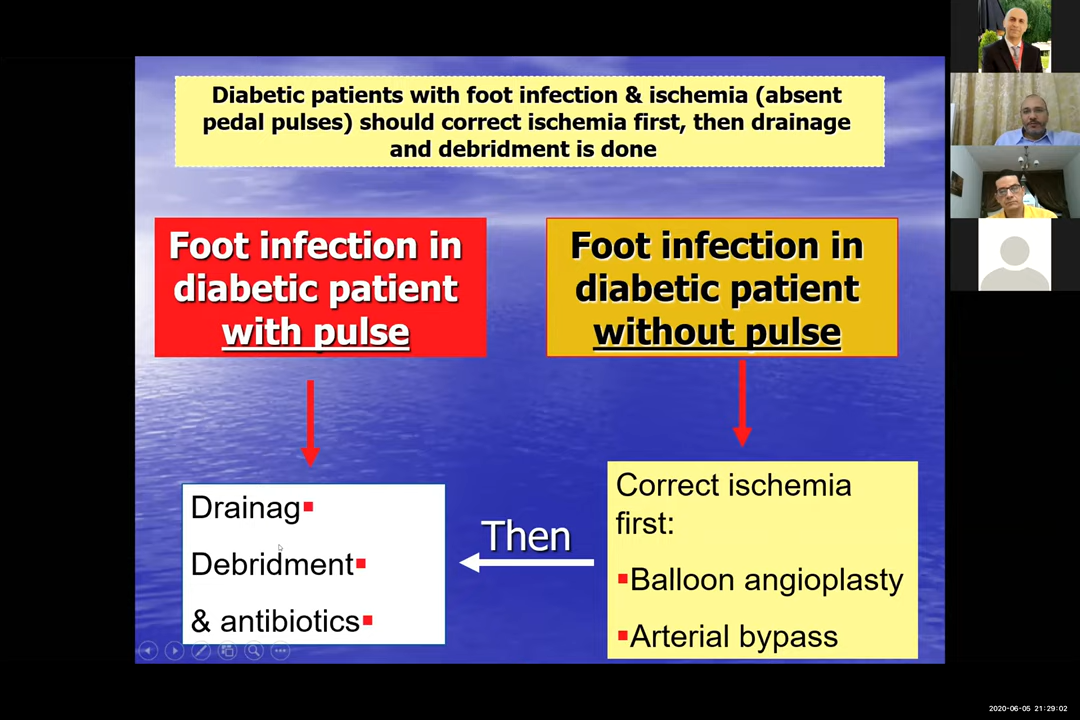 Diabetic patients with foot infection & ischemia (absent
pedal pulses) should correct ischemia first, then drainage
and debridment is done
Foot infection in
diabetic patient
with pulse
Foot infection in
diabetic patient
without pulse
Drainag▪
Debridment▪
& antibiotics▪
Then
Correct ischemia
first:
▪Balloon angioplasty
▪Arterial bypass
2020-06-05 21:29:02